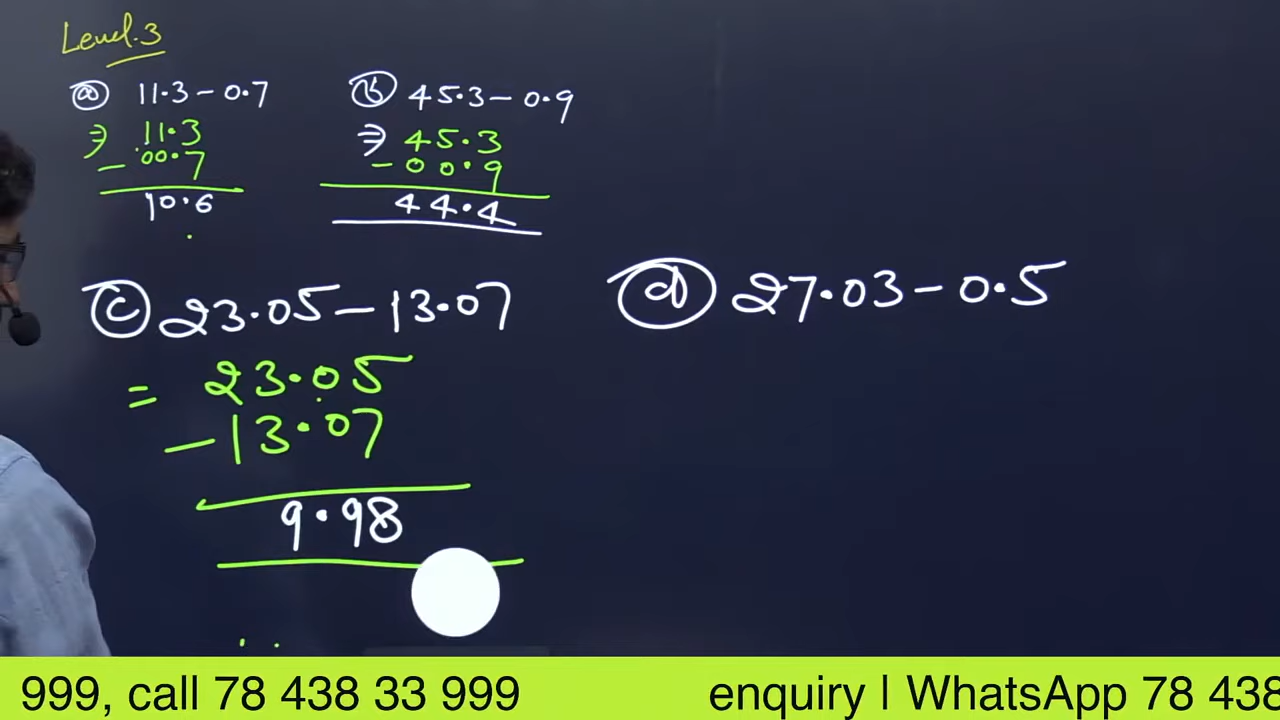 Level.3
ⓐ 11.3 - 0.7
∋ 11.3
- 00.7
10.6
ⓑ 45.3 - 0.9
∋ 45.3
- 00.9
44.4
ⓒ 23.05 - 13.07
= 23.05
- 13.07
9.98
ⓓ 27.03 - 0.5
999, call 78 438 33 999
enquiry | WhatsApp 78 438